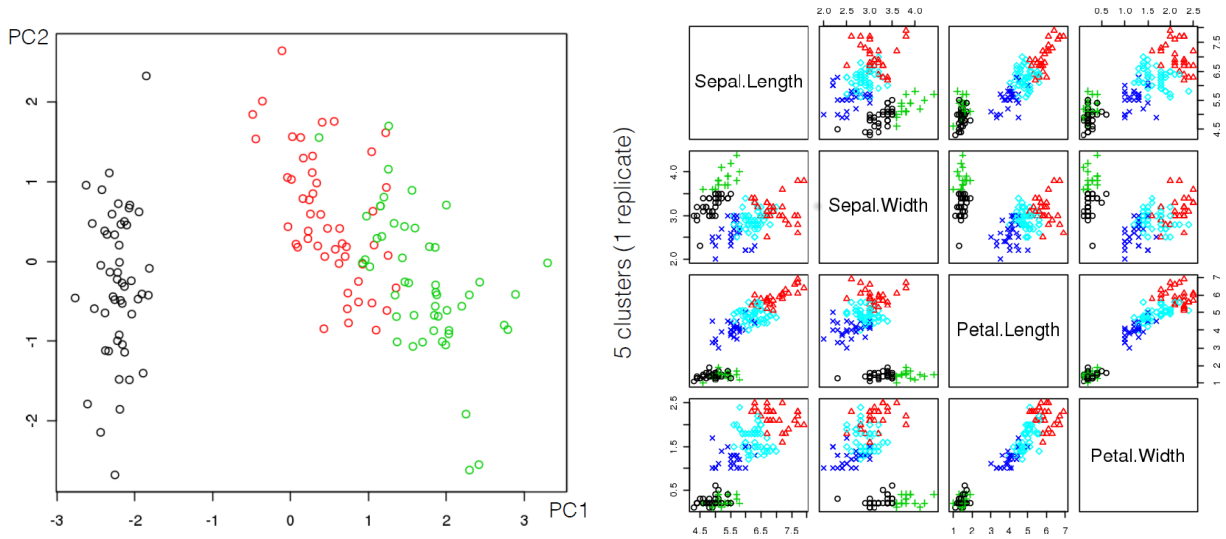 PC2
2
1
0
-1
-2
-3 -2 -1 0 1 2 3
PC1
5 clusters (1 replicate)
2.0 2.5 3.0 3.5 4.0
0.5 1.0 1.5 2.0 2.5
Sepal.Length
4.5 5.5 6.5 7.5
Sepal.Width
2.0 3.0 4.0
Petal.Length
1 2 3 4 5 6 7
Petal.Width
0.5 1.5 2.5
4.5 5.5 6.5 7.5
1 2 3 4 5 6 7